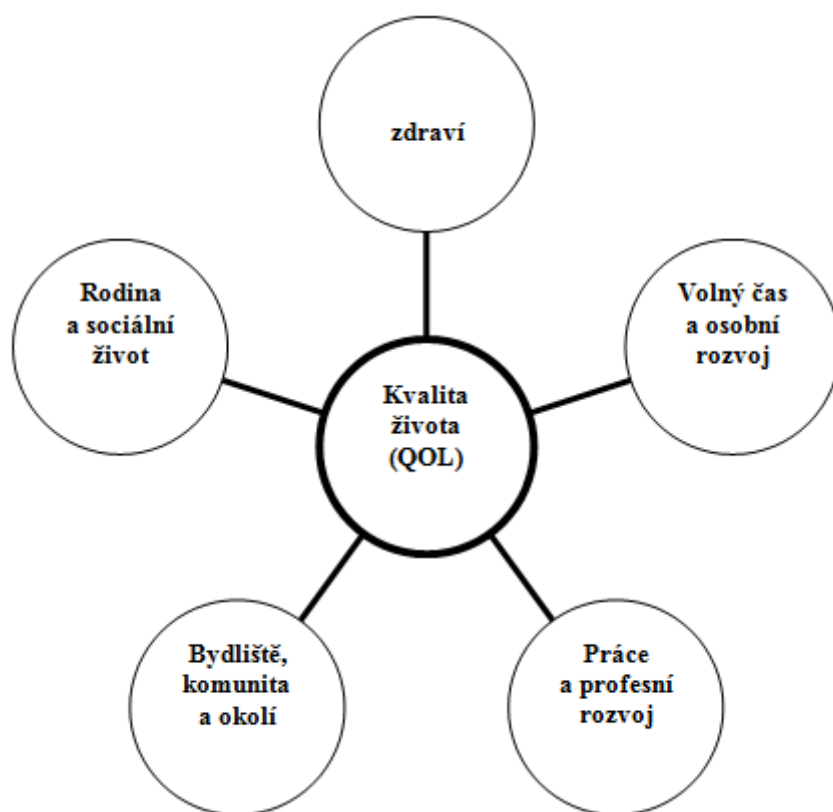 zdraví
Rodina
a sociální
život
Volný čas
a osobní
rozvoj
Kvalita
života
(QOL)
Bydliště,
komunita
a okolí
Práce
a profesní
rozvoj